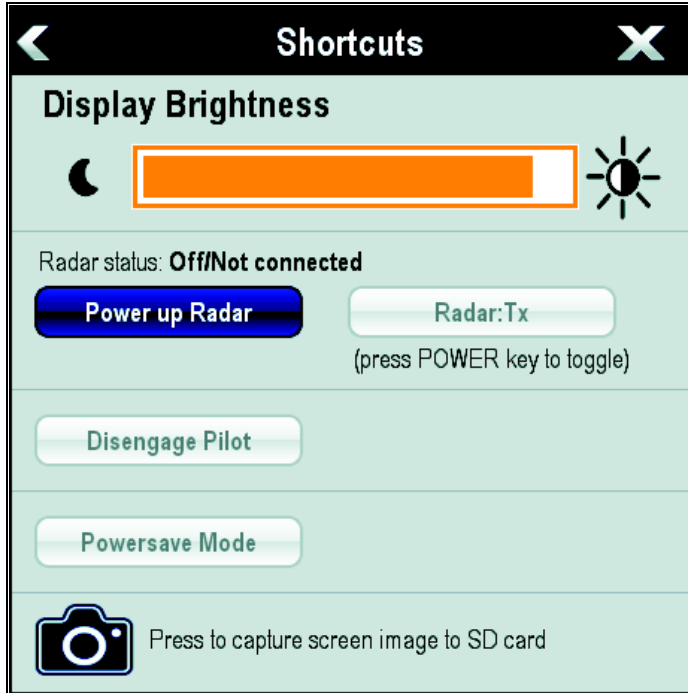 Shortcuts
Display Brightness
Radar status: Off/Not connected
Power up Radar
Radar:Tx
(press POWER key to toggle)
Disengage Pilot
Powersave Mode
Press to capture screen image to SD card